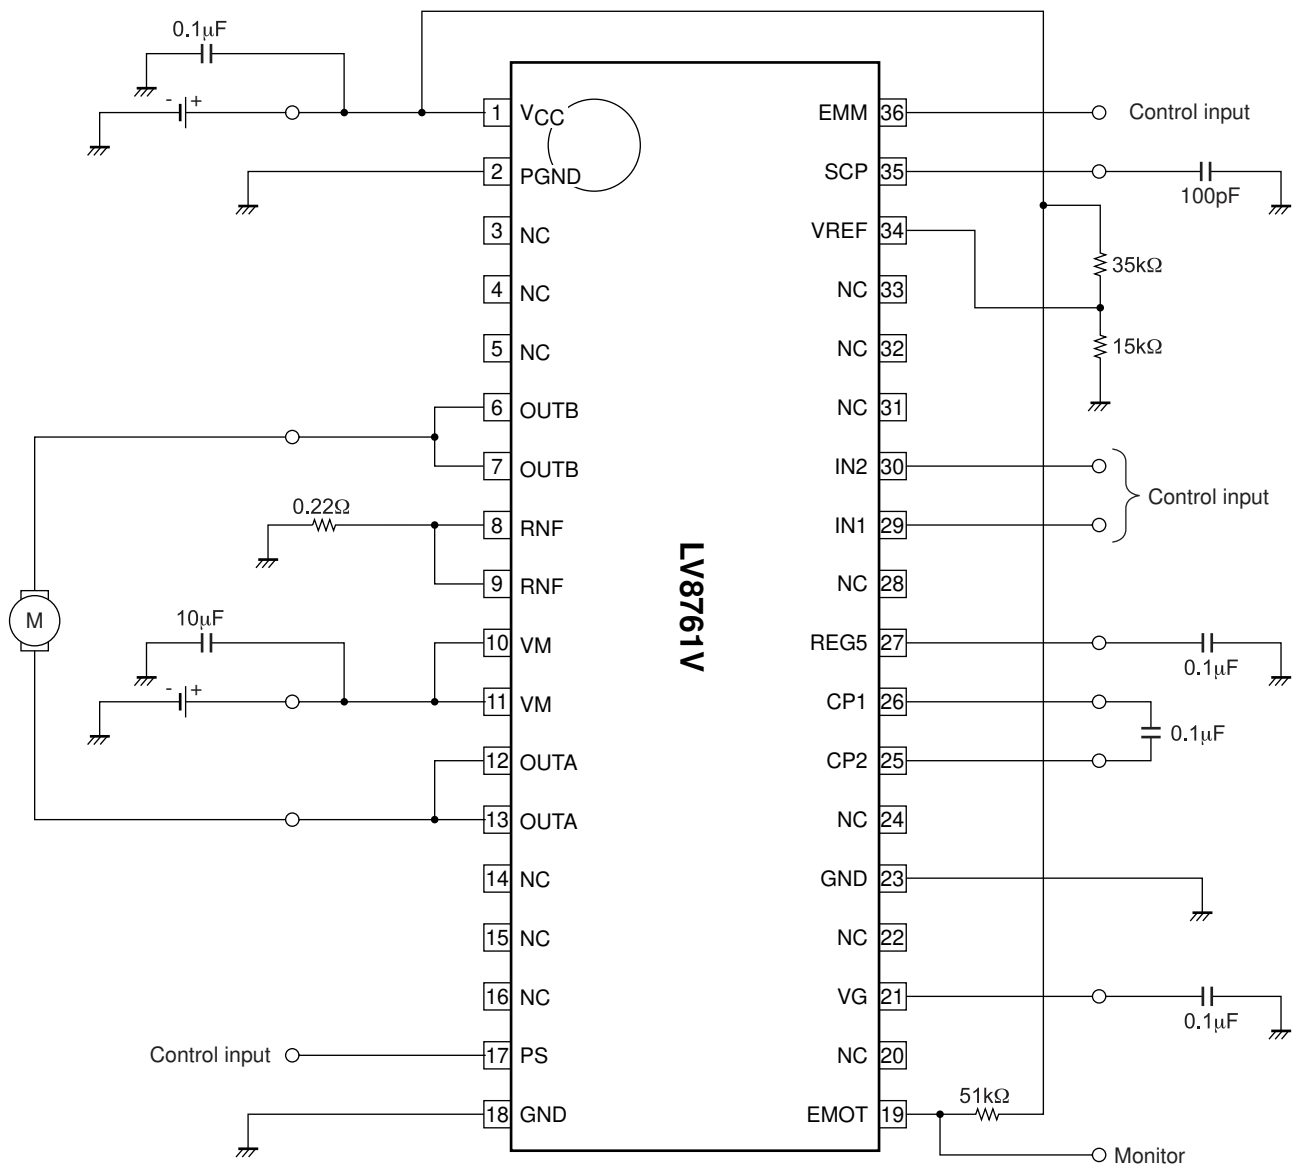 0.1µF
- +
1 VCC
2 PGND
3 NC
4 NC
5 NC
6 OUTB
7 OUTB
0.22Ω
8 RNF
9 RNF
M
10µF
10 VM
- +
11 VM
12 OUTA
13 OUTA
14 NC
15 NC
16 NC
Control input
17 PS
18 GND
LV8761V
EMM 36
Control input
SCP 35
100pF
VREF 34
35kΩ
NC 33
15kΩ
NC 32
NC 31
IN2 30
Control input
IN1 29
NC 28
REG5 27
0.1µF
CP1 26
0.1µF
CP2 25
NC 24
GND 23
NC 22
VG 21
0.1µF
NC 20
51kΩ
EMOT 19
Monitor